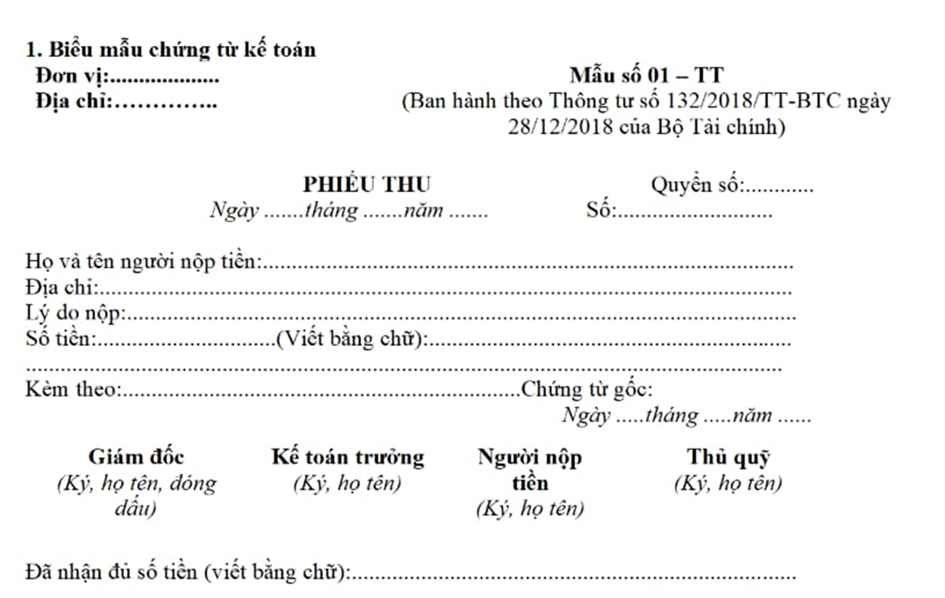 1. Biểu mẫu chứng từ kế toán
Đơn vị:...................
Địa chỉ:…………..
Mẫu số 01 – TT
(Ban hành theo Thông tư số 132/2018/TT-BTC ngày
28/12/2018 của Bộ Tài chính)
PHIẾU THU
Quyển số:............
Ngày .......tháng .......năm .......
Số:...........................
Họ và tên người nộp tiền:............................................................................................
Địa chỉ:........................................................................................................................
Lý do nộp:....................................................................................................................
Số tiền:...............................(Viết bằng chữ):...............................................................
...................................................................................................................................
Kèm theo:.....................................................................Chứng từ gốc:
Ngày .....tháng .....năm ......
Giám đốc
(Ký, họ tên, đóng
dấu)
Kế toán trưởng
(Ký, họ tên)
Người nộp
tiền
(Ký, họ tên)
Thủ quỹ
(Ký, họ tên)
Đã nhận đủ số tiền (viết bằng chữ):.............................................................................